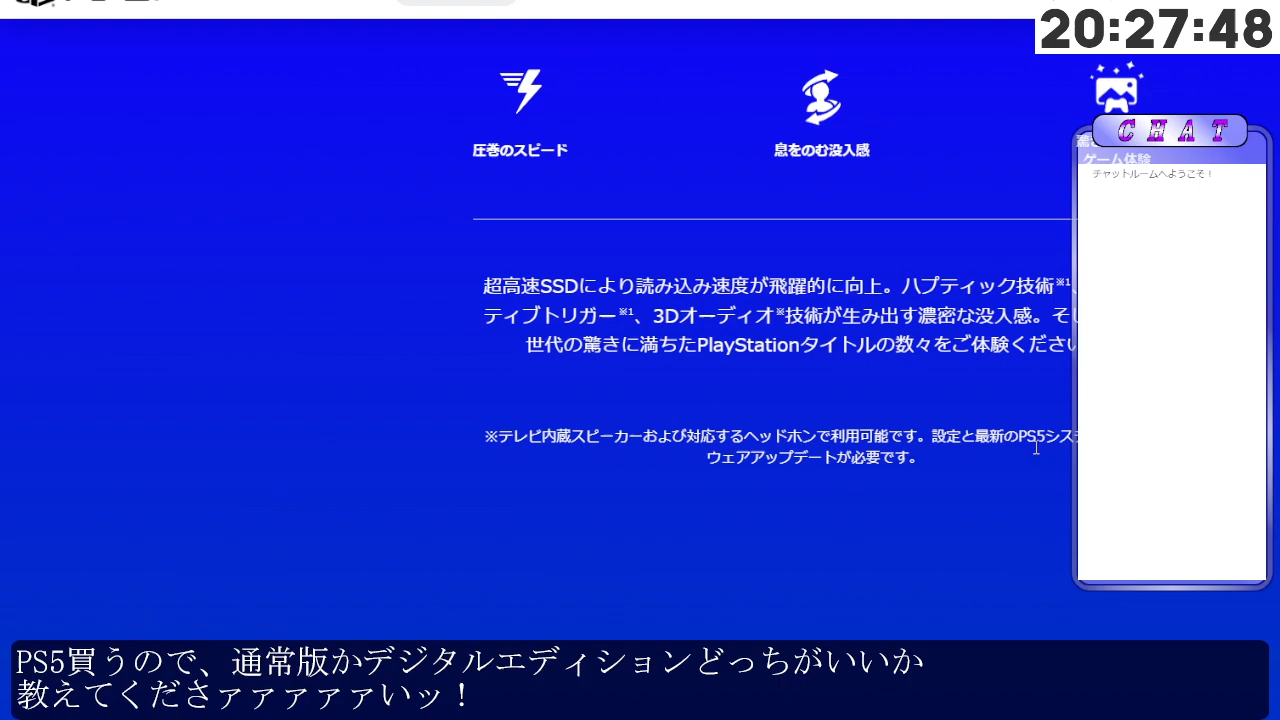 20:27:48
圧巻のスピード
息をのむ没入感
CHAT
ゲーム体験
チャットルームへようこそ！
超高速SSDにより読み込み速度が飛躍的に向上。ハプティック技術※1、
ティブトリガー※1、3Dオーディオ※技術が生み出す濃密な没入感。そし
世代の驚きに満ちたPlayStationタイトルの数々をご体験ください
※テレビ内蔵スピーカーおよび対応するヘッドホンで利用可能です。設定と最新のPS5システ
ウェアアップデートが必要です。
PS5買うので、通常版かデジタルエディションどっちがいいか
教えてくださァァァァァいッ！